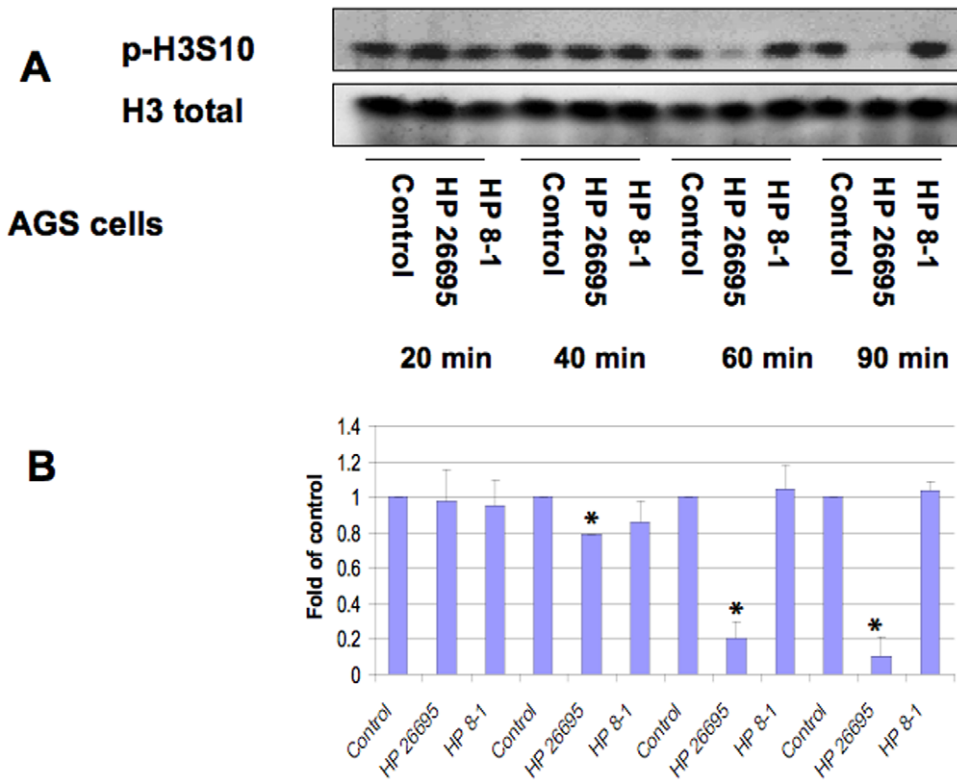 A
p-H3S10
H3 total
AGS cells
Control
HP 26695
HP 8-1
Control
HP 26695
HP 8-1
Control
HP 26695
HP 8-1
Control
HP 26695
HP 8-1
20 min 40 min 60 min 90 min
B
Fold of control
1.4
1.2
1
0.8
0.6
0.4
0.2
0
*
*
*
Control
HP 26695
HP 8-1
Control
HP 26695
HP 8-1
Control
HP 26695
HP 8-1
Control
HP 26695
HP 8-1